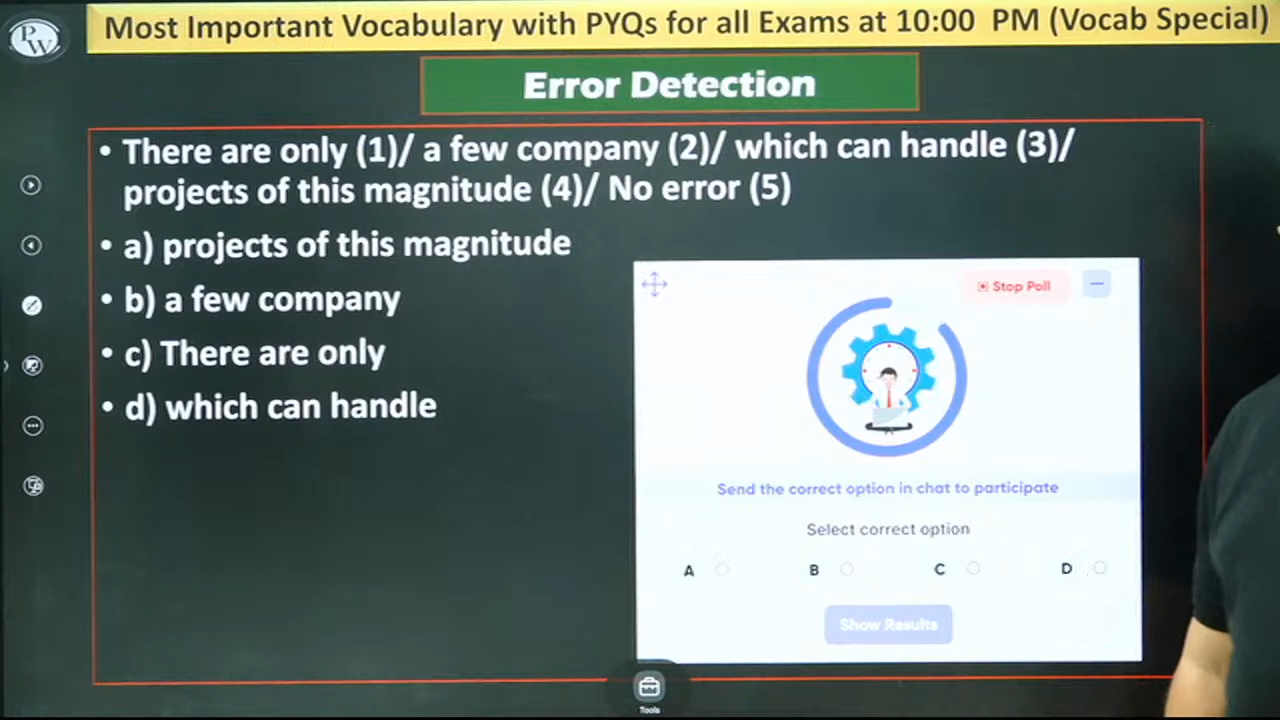 Most Important Vocabulary with PYQs for all Exams at 10:00 PM (Vocab Special)
PW
Error Detection
• There are only (1)/ a few company (2)/ which can handle (3)/
projects of this magnitude (4)/ No error (5)
• a) projects of this magnitude
• b) a few company
• c) There are only
• d) which can handle
Stop Poll
Send the correct option in chat to participate
Select correct option
A B C D
Show Results
Tools